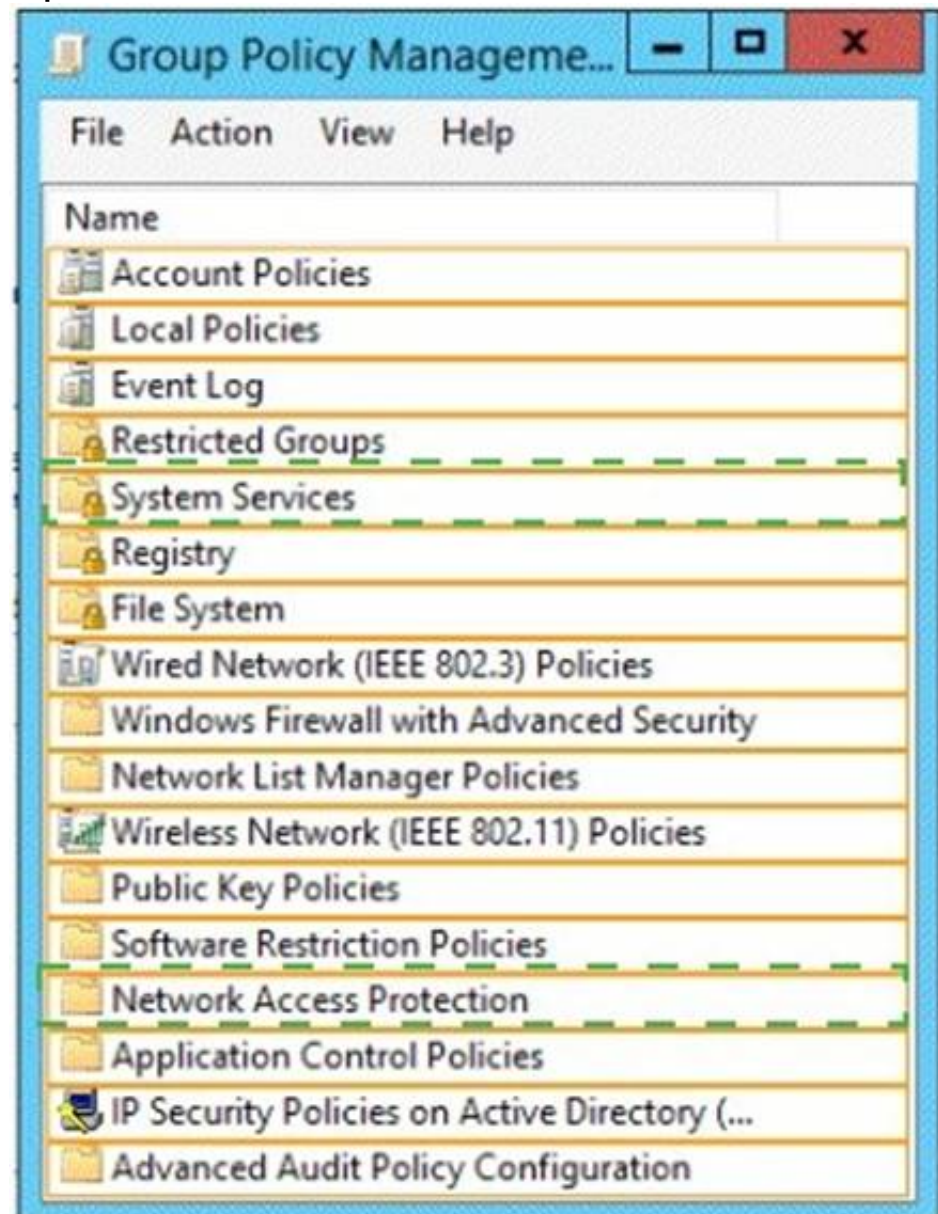 Group Policy Manageme...
File Action View Help
Name
Account Policies
Local Policies
Event Log
Restricted Groups
System Services
Registry
File System
Wired Network (IEEE 802.3) Policies
Windows Firewall with Advanced Security
Network List Manager Policies
Wireless Network (IEEE 802.11) Policies
Public Key Policies
Software Restriction Policies
Network Access Protection
Application Control Policies
IP Security Policies on Active Directory (...
Advanced Audit Policy Configuration